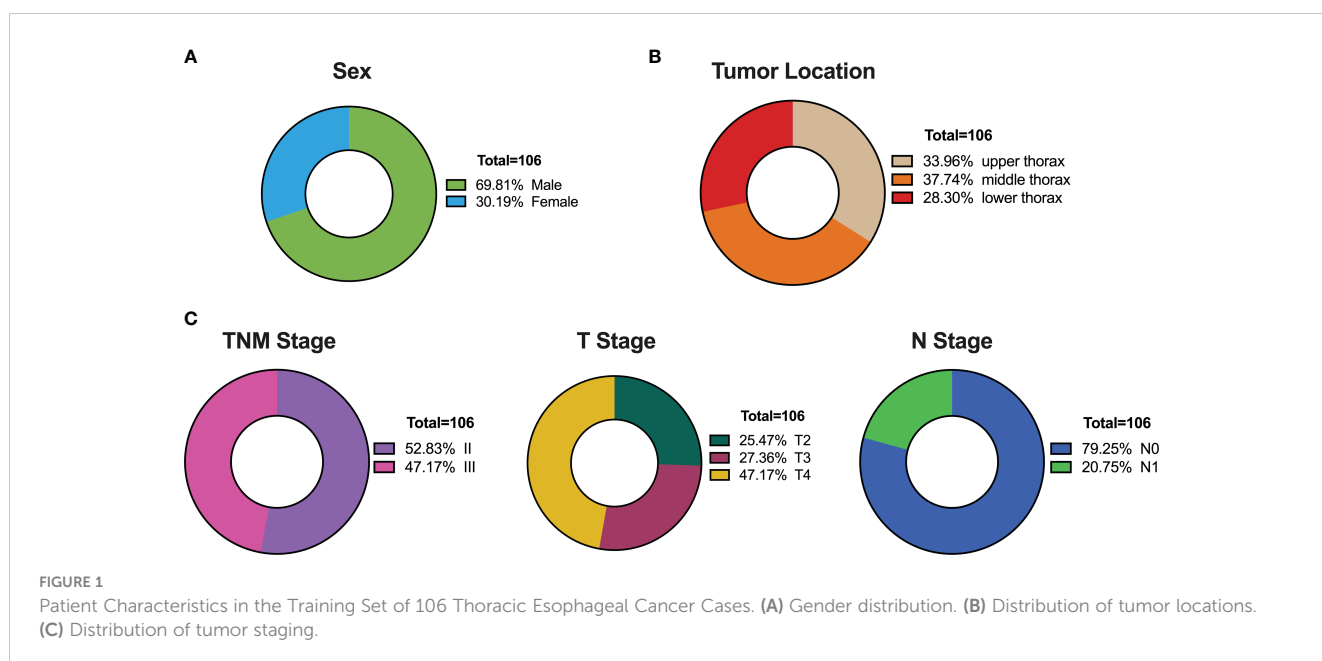 A
Sex
Total=106
69.81% Male
30.19% Female
B
Tumor Location
Total=106
33.96% upper thorax
37.74% middle thorax
28.30% lower thorax
C
TNM Stage
Total=106
52.83% II
47.17% III
T Stage
Total=106
25.47% T2
27.36% T3
47.17% T4
N Stage
Total=106
79.25% N0
20.75% N1
FIGURE 1
Patient Characteristics in the Training Set of 106 Thoracic Esophageal Cancer Cases. (A) Gender distribution. (B) Distribution of tumor locations.
(C) Distribution of tumor staging.